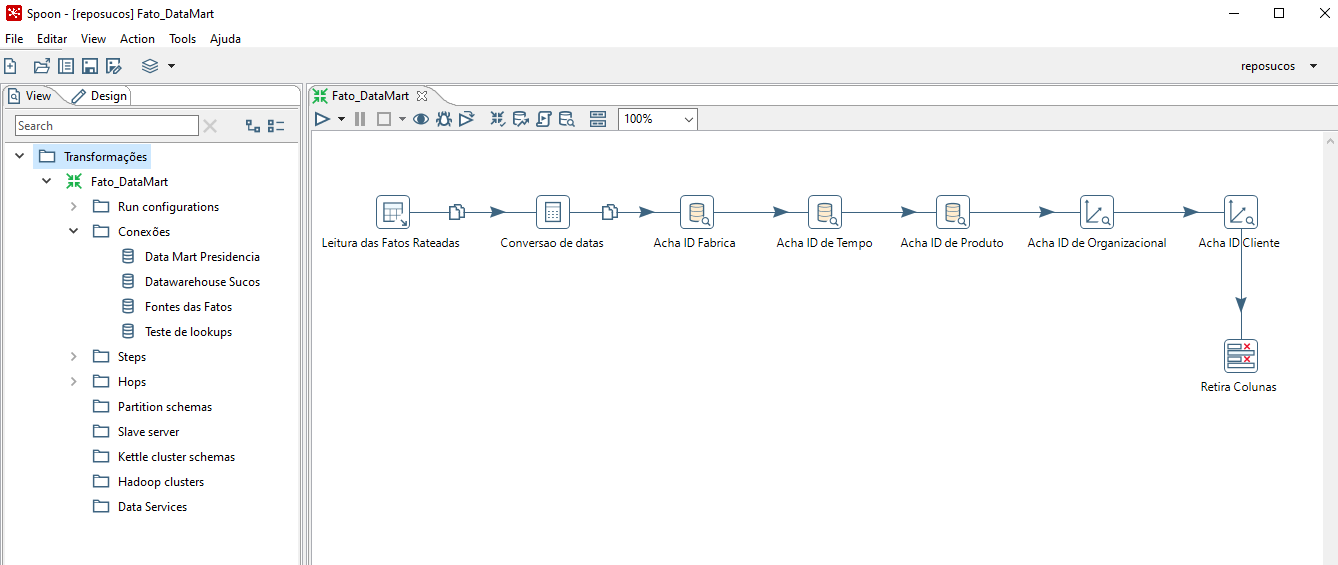 Spoon - [reposucos] Fato_DataMart
File Editar View Action Tools Ajuda
reposucos
View Design
Fato_DataMart
Search
100%
Transformações
Fato_DataMart
Run configurations
Conexões
Data Mart Presidencia
Datawarehouse Sucos
Fontes das Fatos
Teste de lookups
Steps
Hops
Partition schemas
Slave server
Kettle cluster schemas
Hadoop clusters
Data Services
Leitura das Fatos Rateadas
Conversao de datas
Acha ID Fabrica
Acha ID de Tempo
Acha ID de Produto
Acha ID de Organizacional
Acha ID Cliente
Retira Colunas